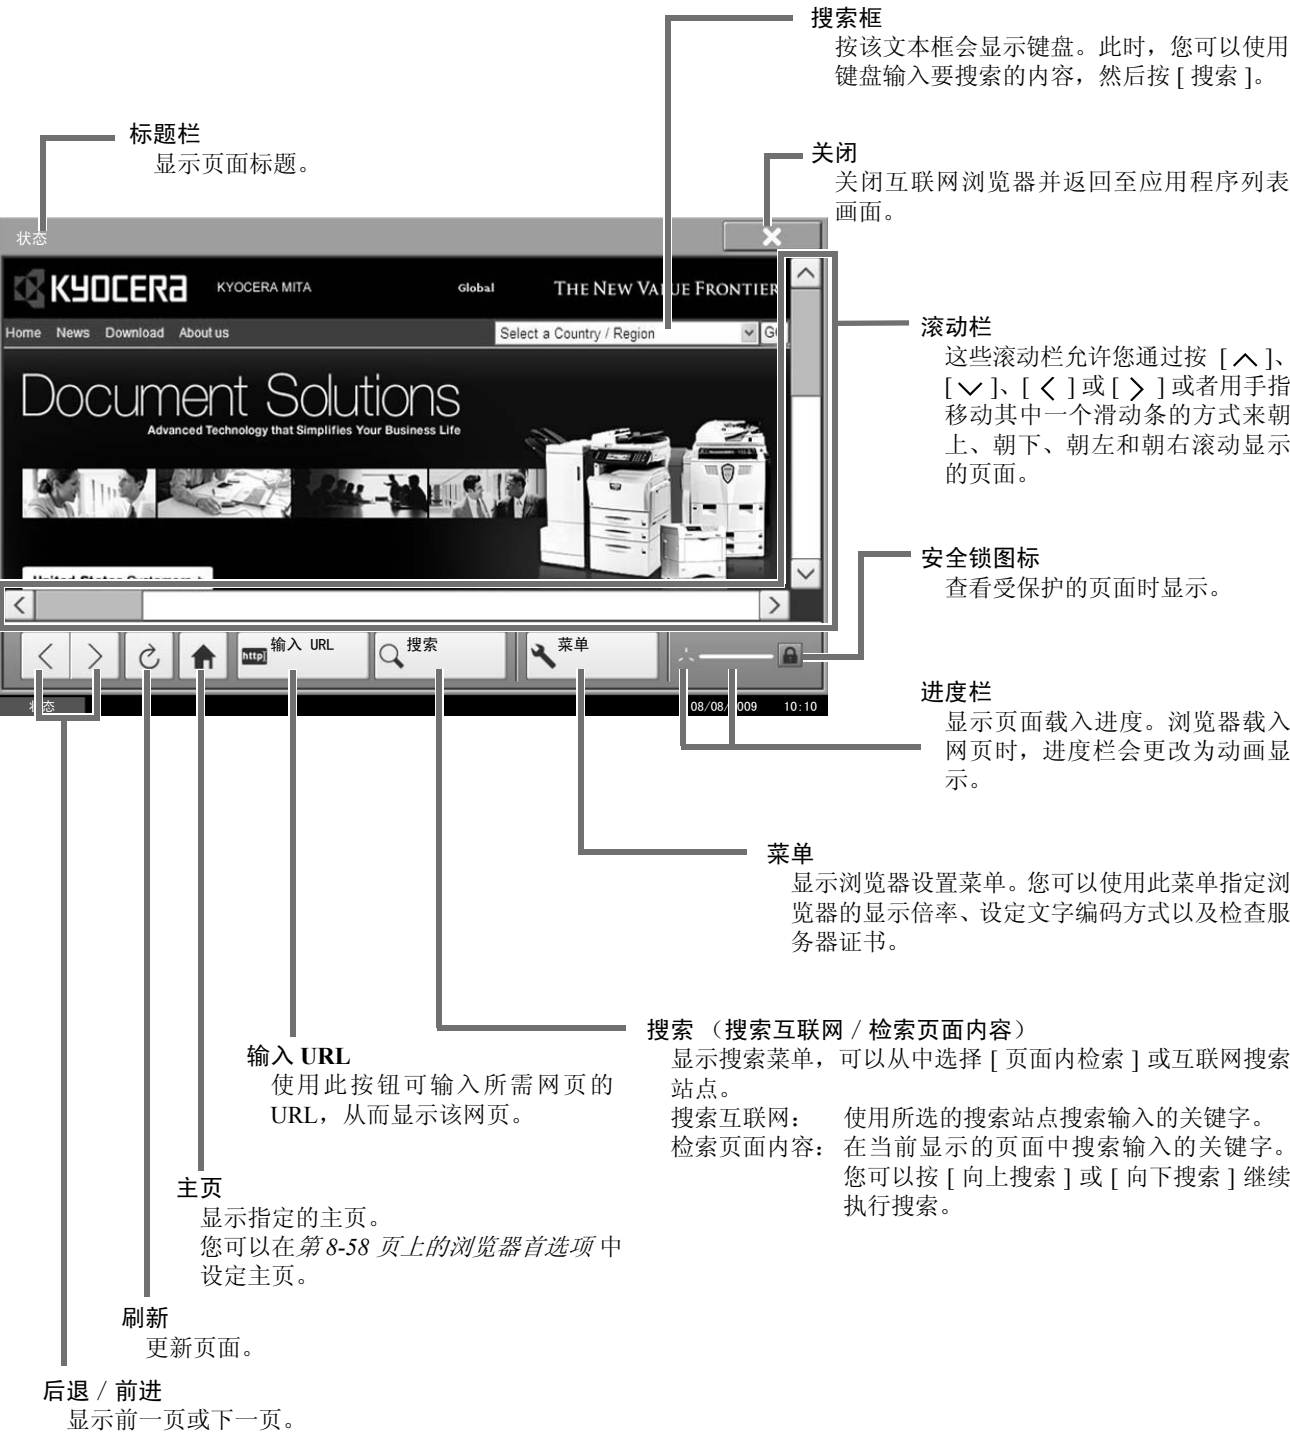 搜索框
按该文本框会显示键盘。此时，您可以使用
键盘输入要搜索的内容，然后按 [ 搜索 ]。
标题栏
显示页面标题。
关闭
关闭互联网浏览器并返回至应用程序列表
画面。
状态
KYOCERA
KYOCERA MITA
Global
THE NEW VALUE FRONTIER
Home News Download About us
Select a Country / Region
Document Solutions
Advanced Technology that Simplifies Your Business Life
滚动栏
这些滚动栏允许您通过按 [ ︿ ]、
[ ﹀ ]、[ く ] 或 [ 〉 ] 或者用手指
移动其中一个滑动条的方式来朝
上、朝下、朝左和朝右滚动显示
的页面。
安全锁图标
查看受保护的页面时显示。
http
输入 URL
搜索
菜单
状态
08/08/2009 10:10
进度栏
显示页面载入进度。浏览器载入
网页时，进度栏会更改为动画显
示。
菜单
显示浏览器设置菜单。您可以使用此菜单指定浏
览器的显示倍率、设定文字编码方式以及检查服
务器证书。
搜索 （搜索互联网 / 检索页面内容）
显示搜索菜单，可以从中选择 [ 页面内检索 ] 或互联网搜索
站点。
搜索互联网： 使用所选的搜索站点搜索输入的关键字。
检索页面内容： 在当前显示的页面中搜索输入的关键字。
您可以按 [ 向上搜索 ] 或 [ 向下搜索 ] 继续
执行搜索。
输入 URL
使用此按钮可输入所需网页的
URL，从而显示该网页。
主页
显示指定的主页。
您可以在第 8-58 页上的浏览器首选项 中
设定主页。
刷新
更新页面。
后退 / 前进
显示前一页或下一页。